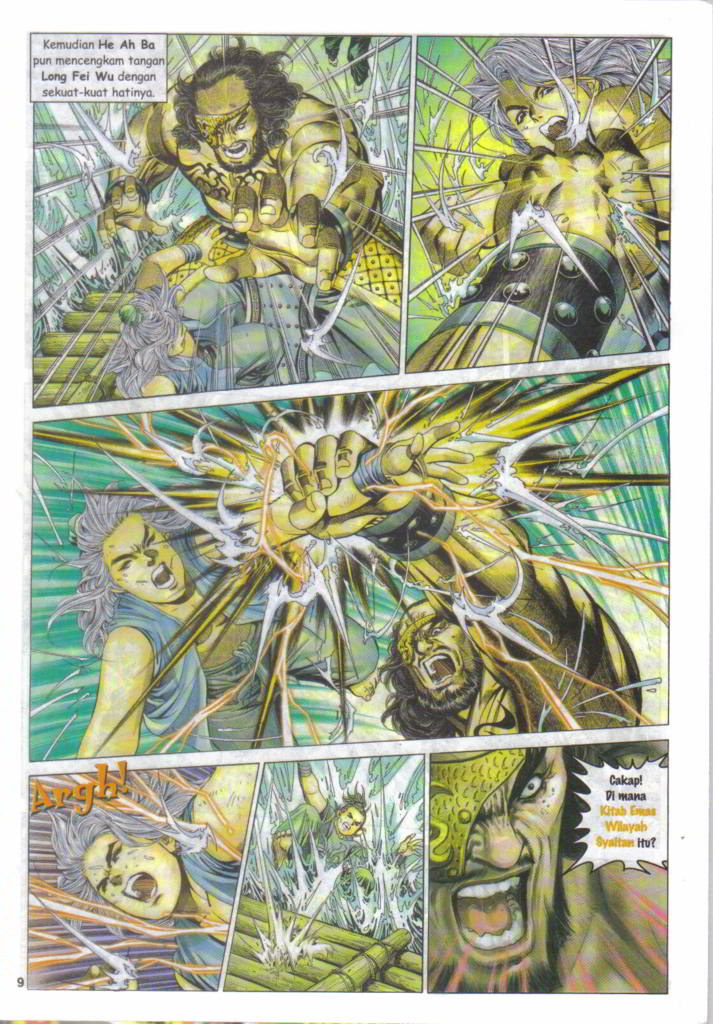 Kemudian He Ah Ba
pun mencengkam tangan
Long Fei Wu dengan
sekuat-kuat hatinya.
Argh!
Cakap!
Di mana
Kitab Emas
Wilayah
Syaitan itu?
9